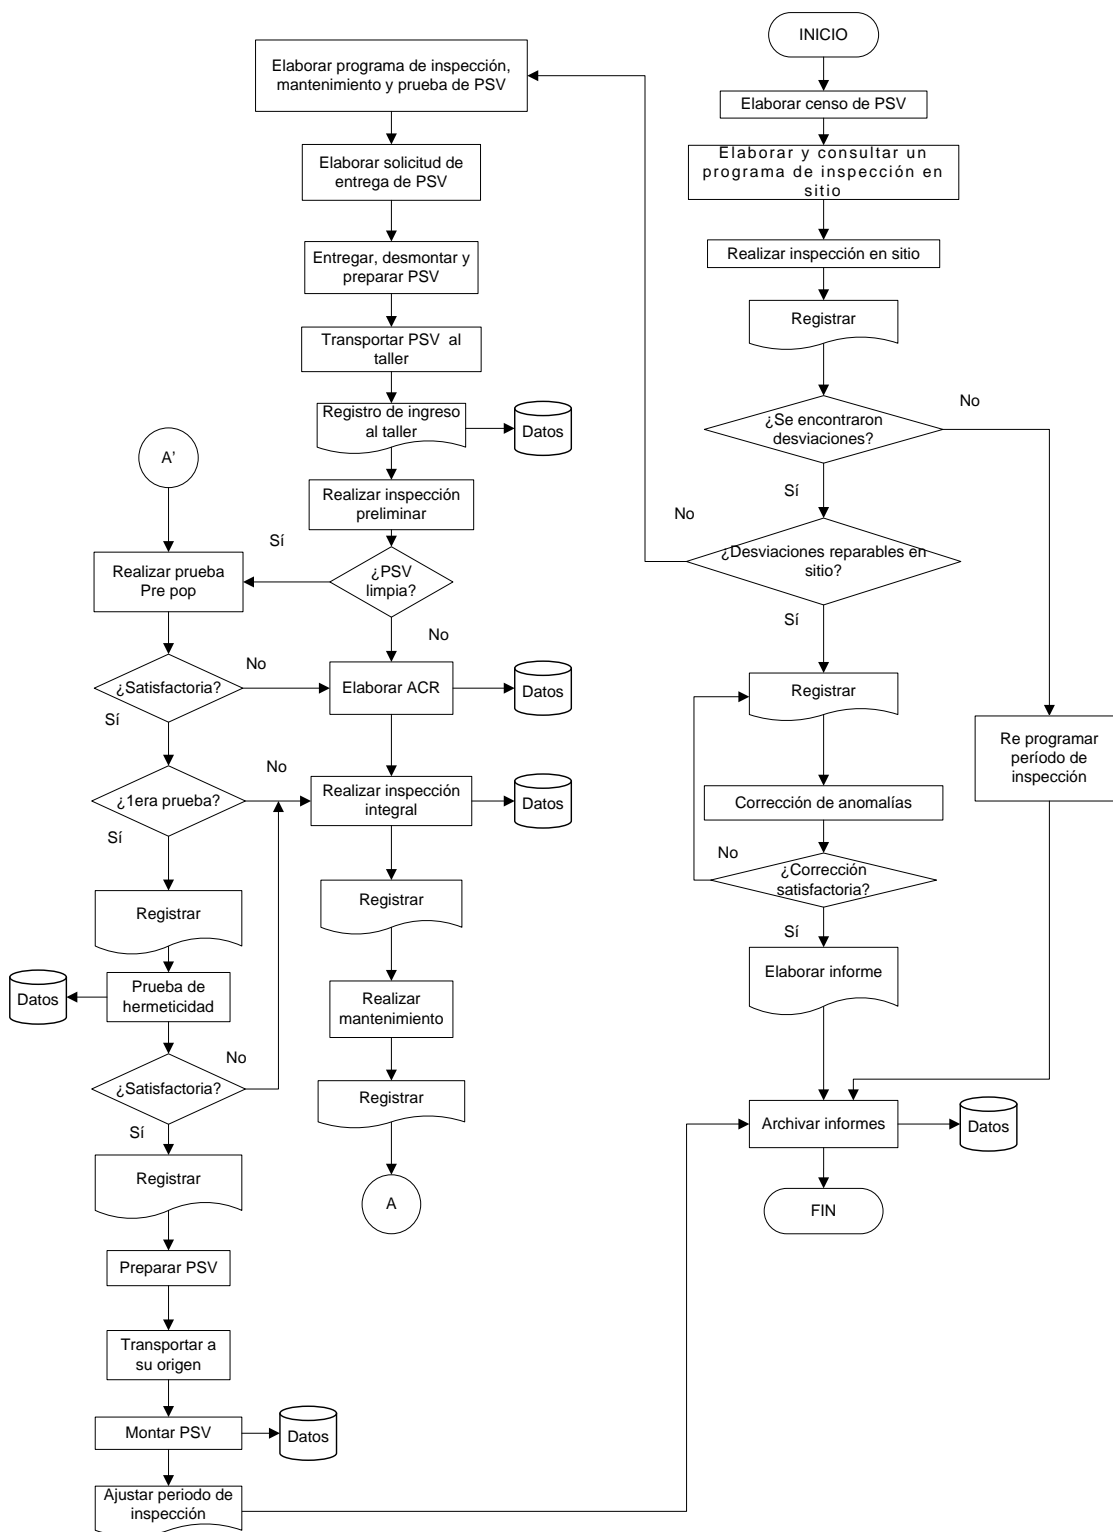 INICIO
Elaborar censo de PSV
Elaborar y consultar un
programa de inspección en
sitio
Realizar inspección en sitio
Registrar
¿Se encontraron
desviaciones?
No
Sí
¿Desviaciones reparables en
sitio?
No
Sí
Registrar
Corrección de anomalías
¿Corrección
satisfactoria?
No
Sí
Elaborar informe
Re programar
período de
inspección
Archivar informes
Datos
FIN
Elaborar programa de inspección,
mantenimiento y prueba de PSV
Elaborar solicitud de
entrega de PSV
Entregar, desmontar y
preparar PSV
Transportar PSV al
taller
Registro de ingreso
al taller
Datos
Realizar inspección
preliminar
¿PSV
limpia?
Sí
No
Elaborar ACR
Datos
Realizar inspección
integral
Datos
Registrar
Realizar
mantenimiento
Registrar
A
A'
Realizar prueba
Pre pop
¿Satisfactoria?
No
Sí
¿1era prueba?
No
Sí
Registrar
Prueba de
hermeticidad
Datos
¿Satisfactoria?
No
Sí
Registrar
Preparar PSV
Transportar a
su origen
Montar PSV
Datos
Ajustar periodo de
inspección